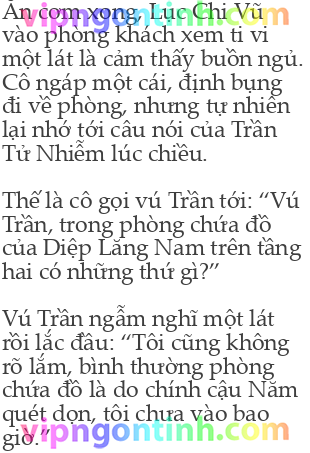 vipngontinh.com
Ăn cơm xong, Lục Chi Vũ
vào phòng khách xem ti vi
một lát là cảm thấy buồn ngủ.
Cô ngáp một cái, định bụng
đi về phòng, nhưng tự nhiên
lại nhớ tới câu nói của Trần
Tử Nhiễm lúc chiều.
Thế là cô gọi vú Trần tới: “Vú
Trần, trong phòng chứa đồ
của Diệp Lăng Nam trên tầng
hai có những thứ gì?”
Vú Trần ngẫm nghĩ một lát
rồi lắc đầu: “Tôi cũng không
rõ lắm, bình thường phòng
chứa đồ là do chính cậu Năm
quét dọn, tôi chưa vào bao
giờ.”
vipngontinh.com